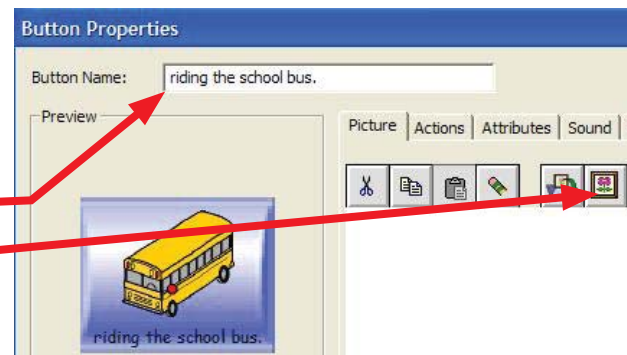 Button Properties
Button Name: riding the school bus.
Preview
Picture Actions Attributes Sound
riding the school bus.